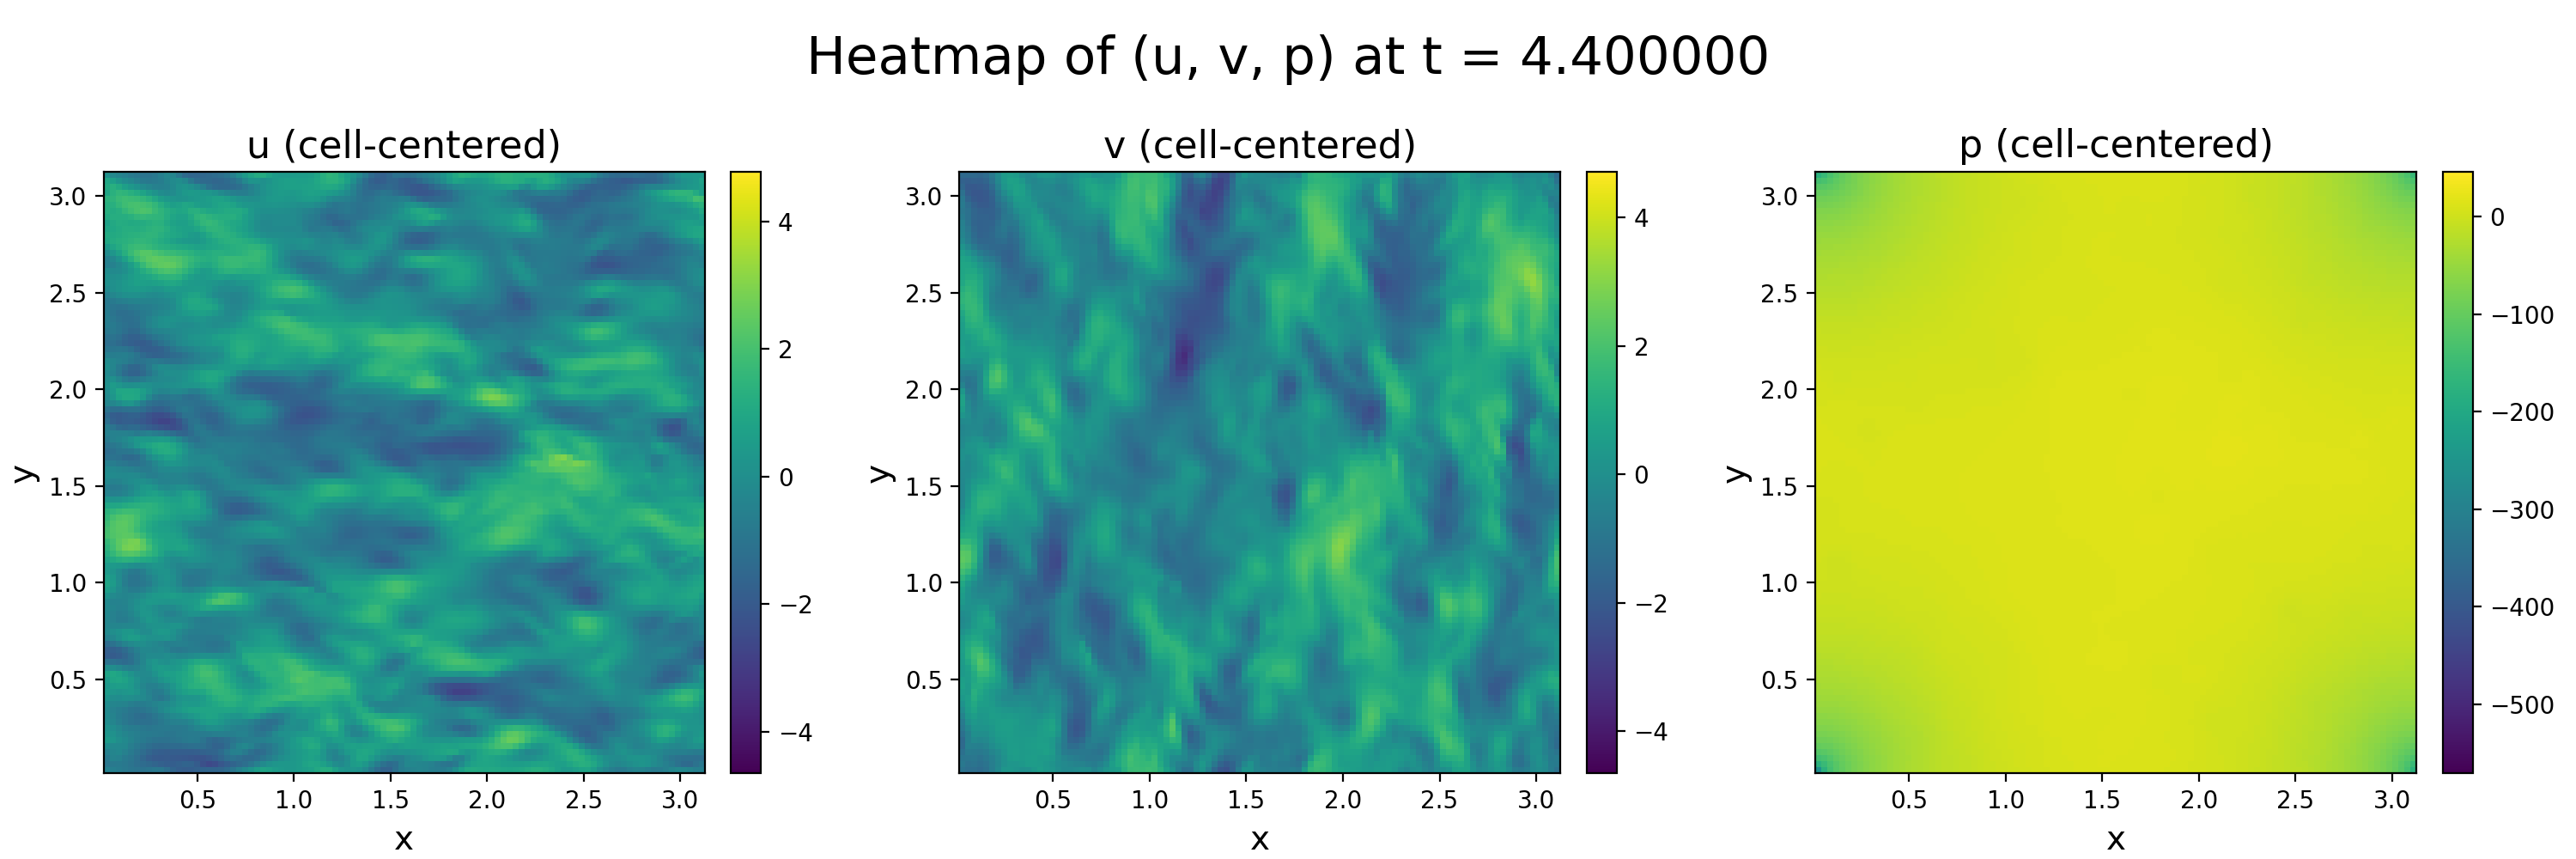 Heatmap of (u, v, p) at t = 4.400000
u (cell-centered)
3.0
2.5
2.0
1.5
1.0
0.5
y
0.5 1.0 1.5 2.0 2.5 3.0
x
4
2
0
−2
−4
v (cell-centered)
3.0
2.5
2.0
1.5
1.0
0.5
y
0.5 1.0 1.5 2.0 2.5 3.0
x
4
2
0
−2
−4
p (cell-centered)
3.0
2.5
2.0
1.5
1.0
0.5
y
0.5 1.0 1.5 2.0 2.5 3.0
x
0
−100
−200
−300
−400
−500